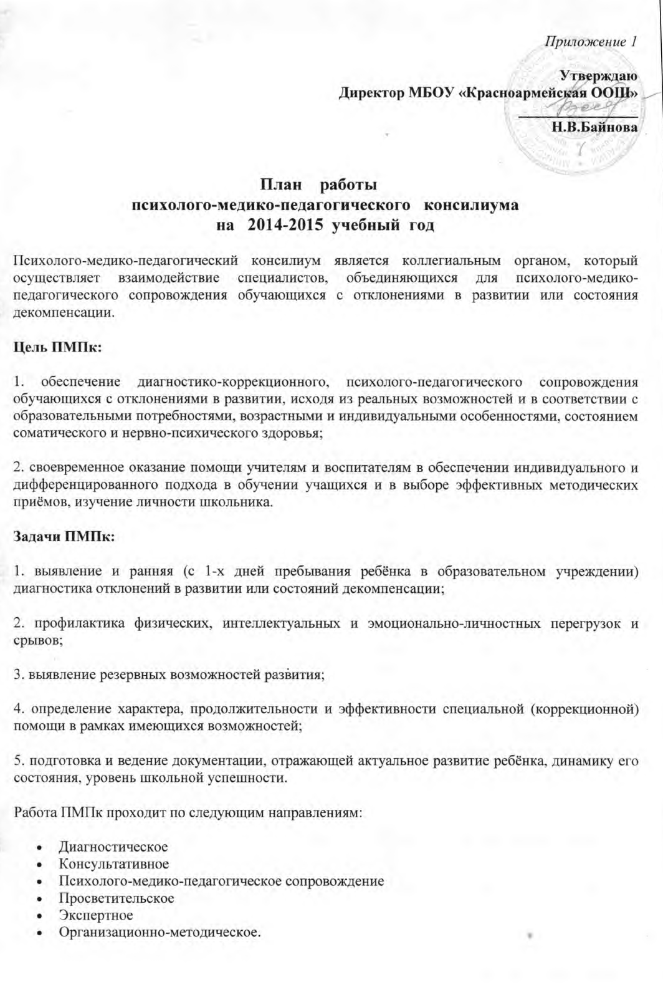 Приложение 1
Утверждаю
Директор МБОУ «Красноармейская ООШ»
Н.В.Байнова
План работы
психолого-медико-педагогического консилиума
на 2014-2015 учебный год
Психолого-медико-педагогический консилиум является коллегиальным органом, который
осуществляет взаимодействие специалистов, объединяющихся для психолого-медико-
педагогического сопровождения обучающихся с отклонениями в развитии или состояния
декомпенсации.
Цель ПМПк:
1. обеспечение диагностико-коррекционного, психолого-педагогического сопровождения
обучающихся с отклонениями в развитии, исходя из реальных возможностей и в соответствии с
образовательными потребностями, возрастными и индивидуальными особенностями, состоянием
соматического и нервно-психического здоровья;
2. своевременное оказание помощи учителям и воспитателям в обеспечении индивидуального и
дифференцированного подхода в обучении учащихся и в выборе эффективных методических
приёмов, изучение личности школьника.
Задачи ПМПк:
1. выявление и ранняя (с 1-х дней пребывания ребёнка в образовательном учреждении)
диагностика отклонений в развитии или состояний декомпенсации;
2. профилактика физических, интеллектуальных и эмоционально-личностных перегрузок и
срывов;
3. выявление резервных возможностей развития;
4. определение характера, продолжительности и эффективности специальной (коррекционной)
помощи в рамках имеющихся возможностей;
5. подготовка и ведение документации, отражающей актуальное развитие ребёнка, динамику его
состояния, уровень школьной успешности.
Работа ПМПк проходит по следующим направлениям:
• Диагностическое
• Консультативное
• Психолого-медико-педагогическое сопровождение
• Просветительское
• Экспертное
• Организационно-методическое.